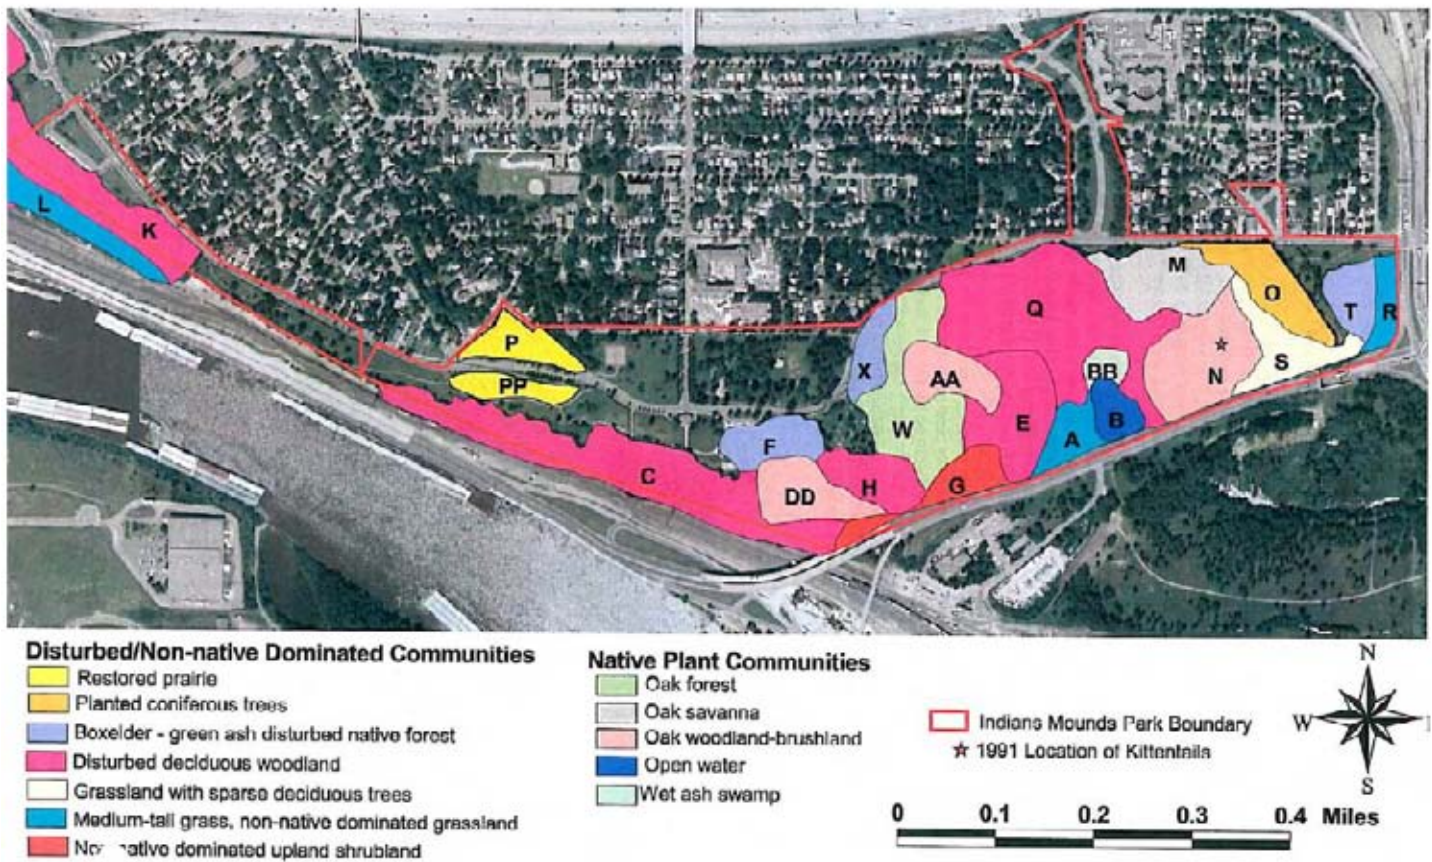 M
O
L
K
Q
T
R
P
N
S
X
BB
PP
AA
B
W
E
A
F
C
H
G
DD
Disturbed/Non-native Dominated Communities
Restored prairie
Planted coniferous trees
Boxelder - green ash disturbed native forest
Disturbed deciduous woodland
Grassland with sparse deciduous trees
Medium-tall grass, non-native dominated grassland
native dominated upland shrubland
Native Plant Communities
Oak forest
Oak savanna
Oak woodland-brushland
Open water
Wet ash swamp
Indians Mounds Park Boundary
1991 Location of Kittentails
N
W
S
0 0.1 0.2 0.3 0.4 Miles